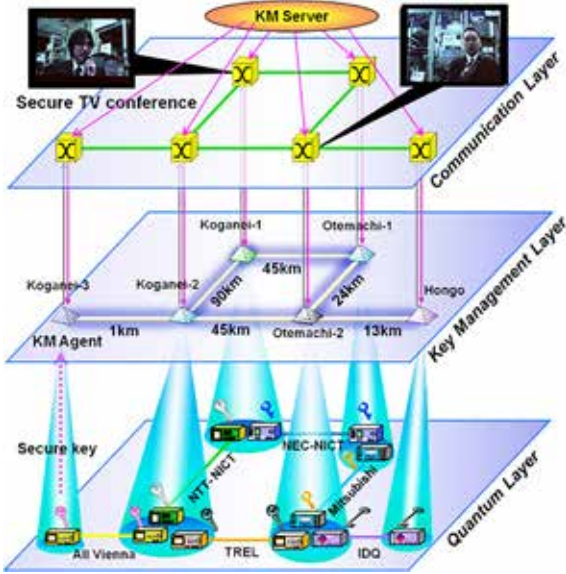 KM Server
Secure TV conference
Communication Layer
Koganei-1
Otemachi-1
Koganei-3
Koganei-2
45km
90km
24km
Hongo
1km
45km
Otemachi-2
13km
KM Agent
Key Management Layer
Secure key
NTT-NICT
NEC-NICT
Mitsubishi
All Vienna
TREL
IDQ
Quantum Layer